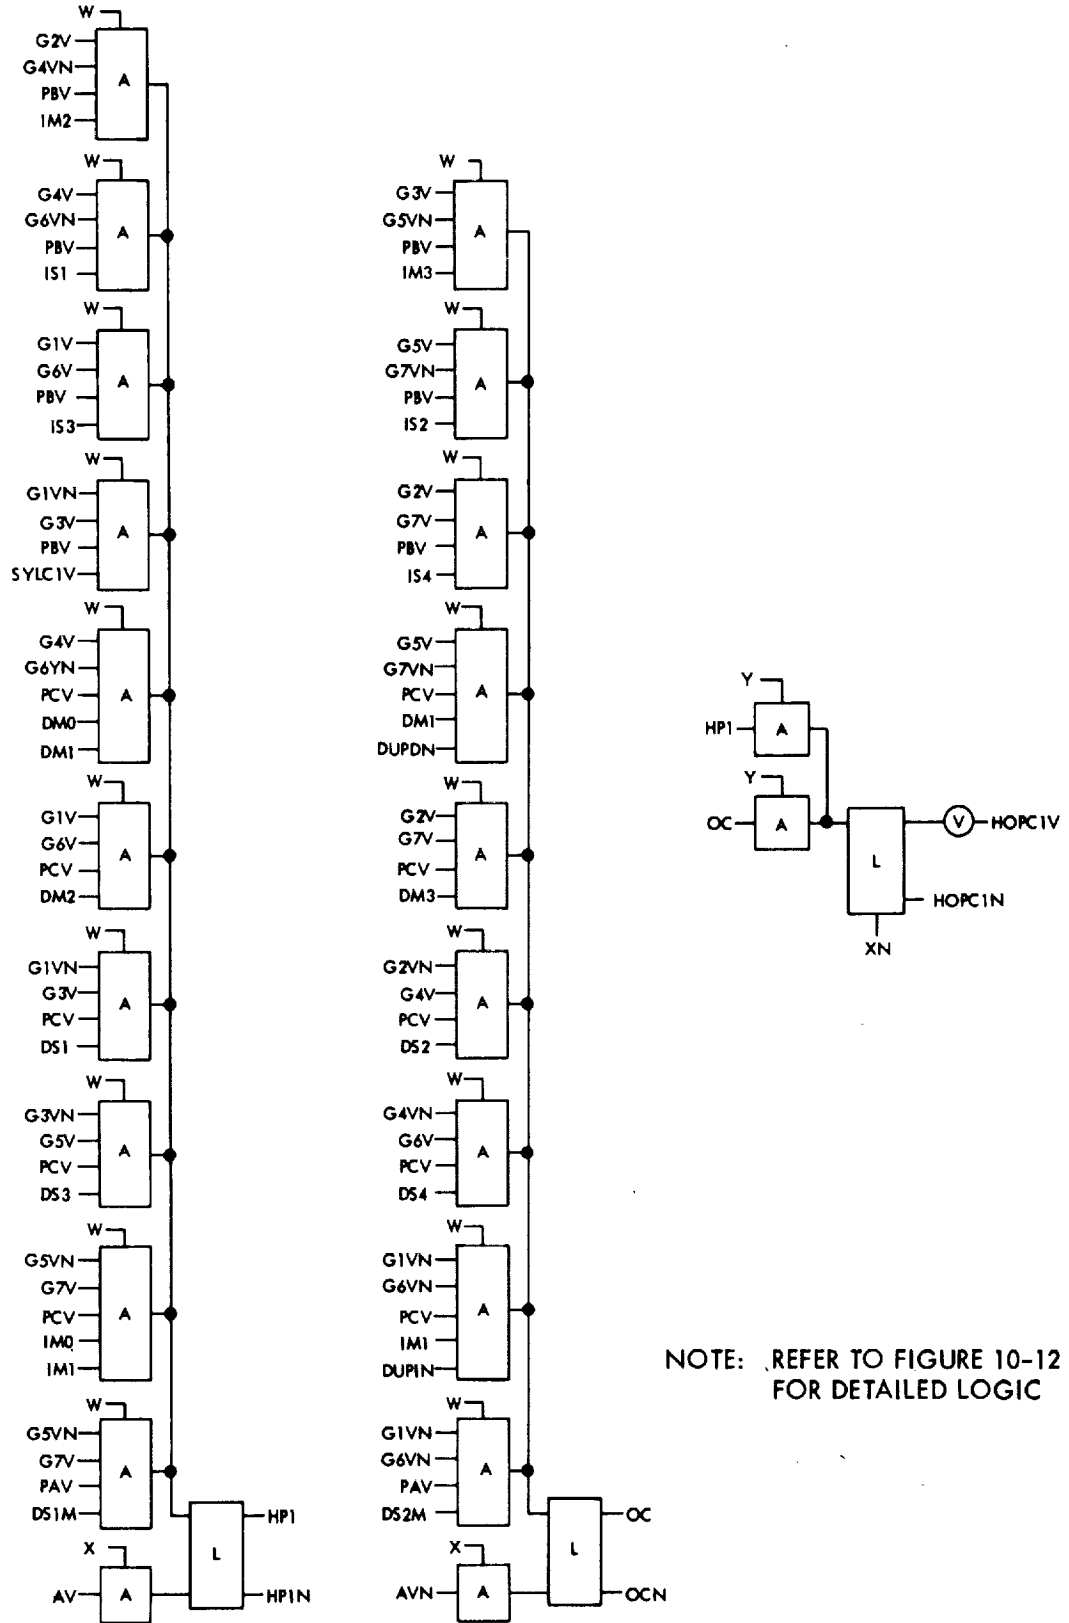 W
G2V
G4VN
PBV
IM2
A
W
G4V
G6VN
PBV
IS1
A
W
G1V
G6V
PBV
IS3
A
W
G1VN
G3V
PBV
SYLC1V
A
W
G4V
G6YN
PCV
DM0
DM1
A
W
G1V
G6V
PCV
DM2
A
W
G1VN
G3V
PCV
DS1
A
W
G3VN
G5V
PCV
DS3
A
W
G5VN
G7V
PCV
IM0
IM1
A
W
G5VN
G7V
PAV
DS1M
A
X
AV
A
L
HP1
HP1N
W
G3V
G5VN
PBV
IM3
A
W
G5V
G7VN
PBV
IS2
A
W
G2V
G7V
PBV
IS4
A
W
G5V
G7VN
PCV
DM1
DUPDN
A
W
G2V
G7V
PCV
DM3
A
W
G2VN
G4V
PCV
DS2
A
W
G4VN
G6V
PCV
DS4
A
W
G1VN
G6VN
PCV
IM1
DUPIN
A
W
G1VN
G6VN
PAV
DS2M
A
X
AVN
A
L
OC
OCN
Y
HP1
A
Y
OC
A
L
XN
V
HOPC1V
HOPC1N
NOTE: REFER TO FIGURE 10-12
FOR DETAILED LOGIC